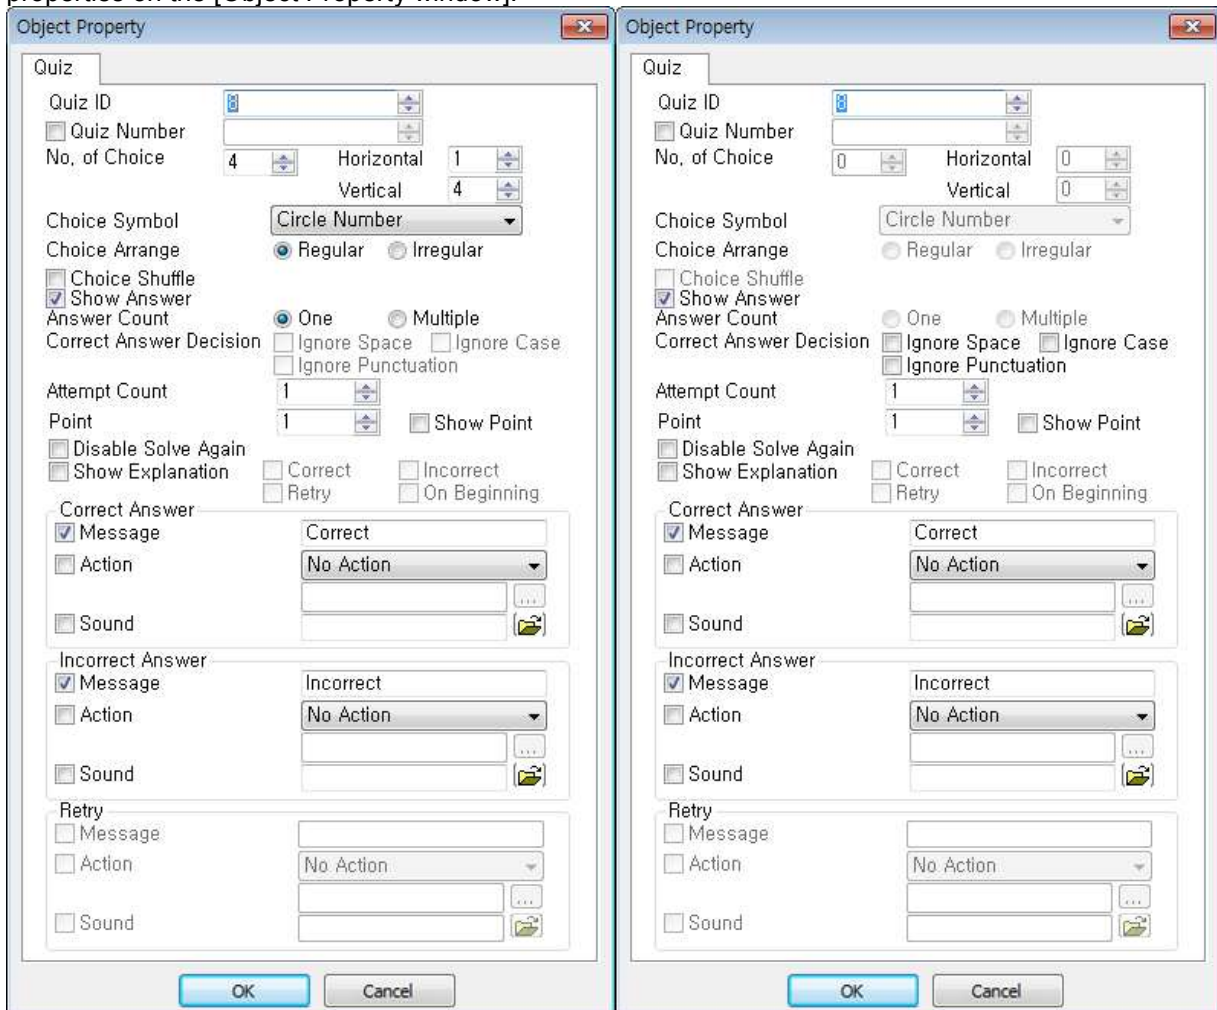 properties on the [Object Property window].
Object Property
Quiz
Quiz ID 8
Quiz Number
No, of Choice 4 Horizontal 1
Vertical 4
Choice Symbol Circle Number
Choice Arrange Regular Irregular
Choice Shuffle
Show Answer
Answer Count One Multiple
Correct Answer Decision Ignore Space Ignore Case
Ignore Punctuation
Attempt Count 1
Point 1 Show Point
Disable Solve Again
Show Explanation Correct Incorrect
Retry On Beginning
Correct Answer
Message Correct
Action No Action
...
Sound
Incorrect Answer
Message Incorrect
Action No Action
...
Sound
Retry
Message
Action No Action
...
Sound
OK Cancel
Object Property
Quiz
Quiz ID 8
Quiz Number
No, of Choice 0 Horizontal 0
Vertical 0
Choice Symbol Circle Number
Choice Arrange Regular Irregular
Choice Shuffle
Show Answer
Answer Count One Multiple
Correct Answer Decision Ignore Space Ignore Case
Ignore Punctuation
Attempt Count 1
Point 1 Show Point
Disable Solve Again
Show Explanation Correct Incorrect
Retry On Beginning
Correct Answer
Message Correct
Action No Action
...
Sound
Incorrect Answer
Message Incorrect
Action No Action
...
Sound
Retry
Message
Action No Action
...
Sound
OK Cancel